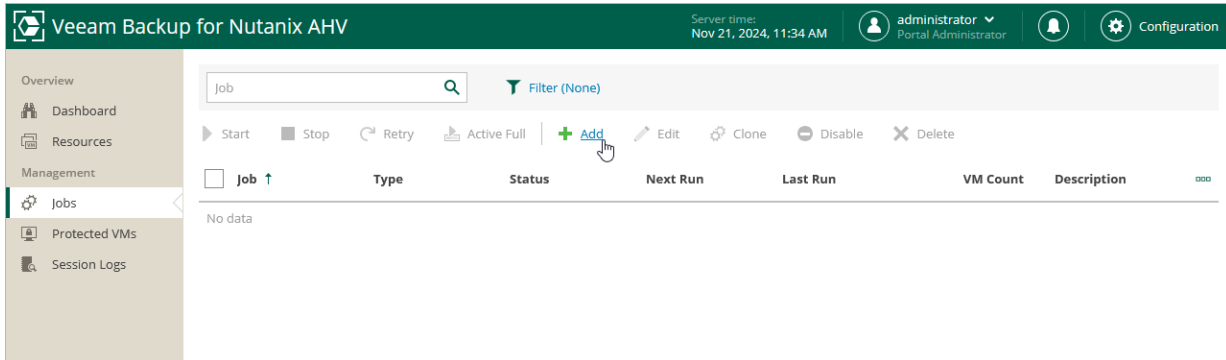 Veeam Backup for Nutanix AHV
Server time:
Nov 21, 2024, 11:34 AM
administrator
Portal Administrator
Configuration
Overview
Dashboard
Resources
Management
Jobs
Protected VMs
Session Logs
Job
Filter (None)
Start Stop Retry Active Full Add Edit Clone Disable Delete
Job ↑ Type Status Next Run Last Run VM Count Description
No data